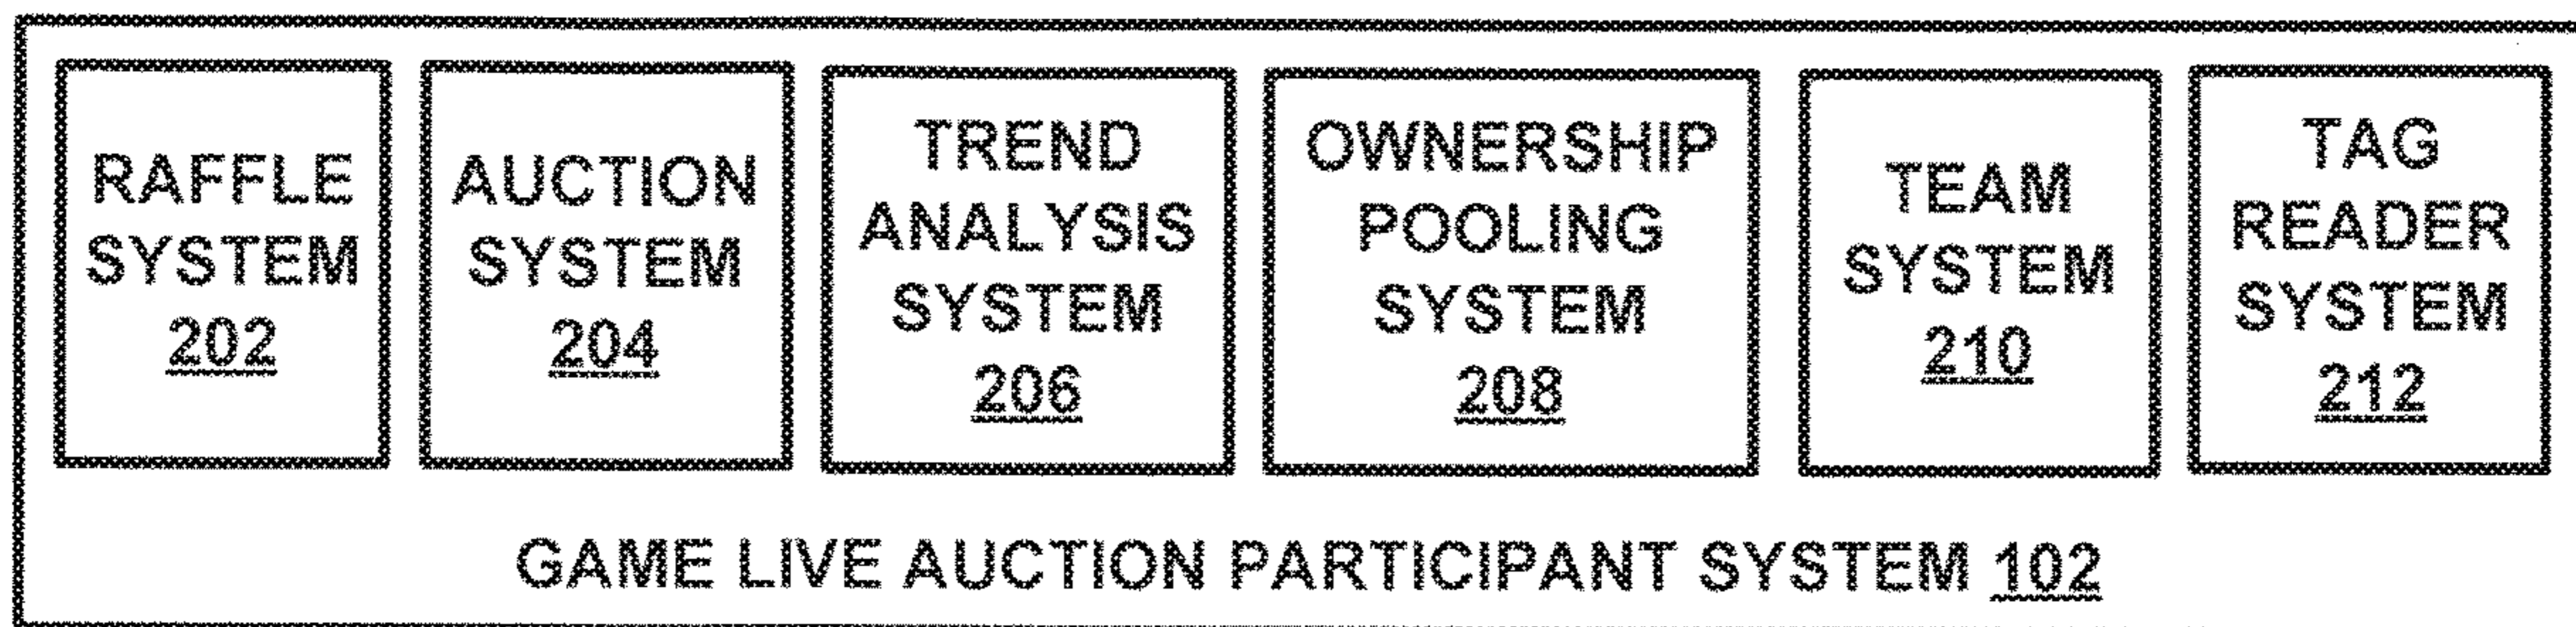 RAFFLE
SYSTEM
202
AUCTION
SYSTEM
204
TREND
ANALYSIS
SYSTEM
206
OWNERSHIP
POOLING
SYSTEM
208
TEAM
SYSTEM
210
TAG
READER
SYSTEM
212
GAME LIVE AUCTION PARTICIPANT SYSTEM 102